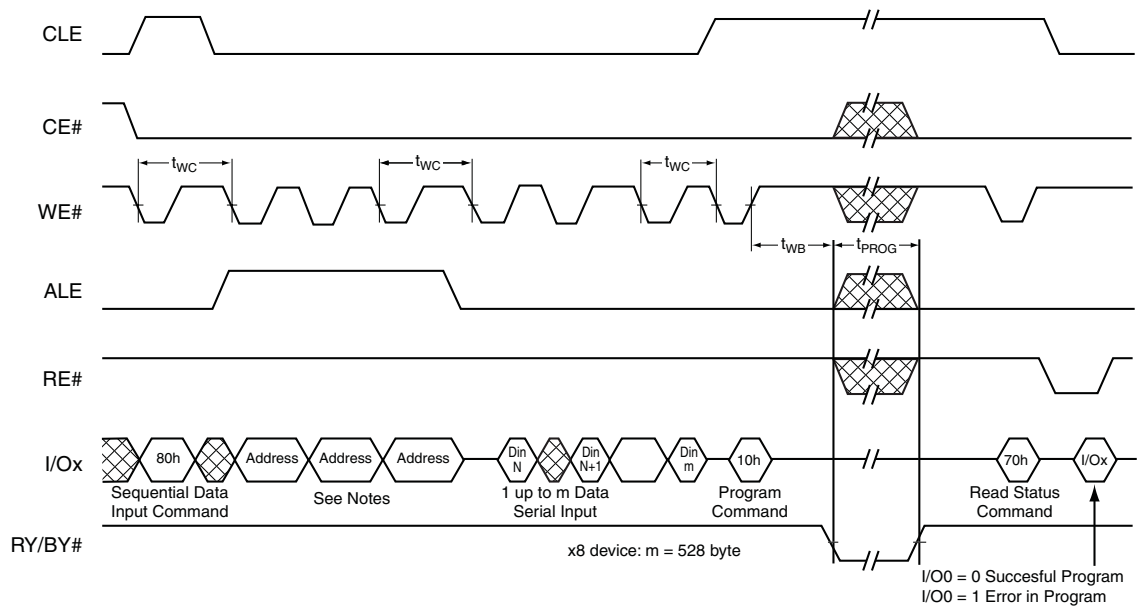 CLE
CE#
tWC
tWC
tWC
WE#
tWB
tPROG
ALE
RE#
I/Ox
80h
Address
Address
Address
Din
N
Din
N+1
Din
m
10h
70h
I/Ox
Sequential Data
Input Command
See Notes
1 up to m Data
Serial Input
Program
Command
Read Status
Command
RY/BY#
x8 device: m = 528 byte
I/O0 = 0 Succesful Program
I/O0 = 1 Error in Program